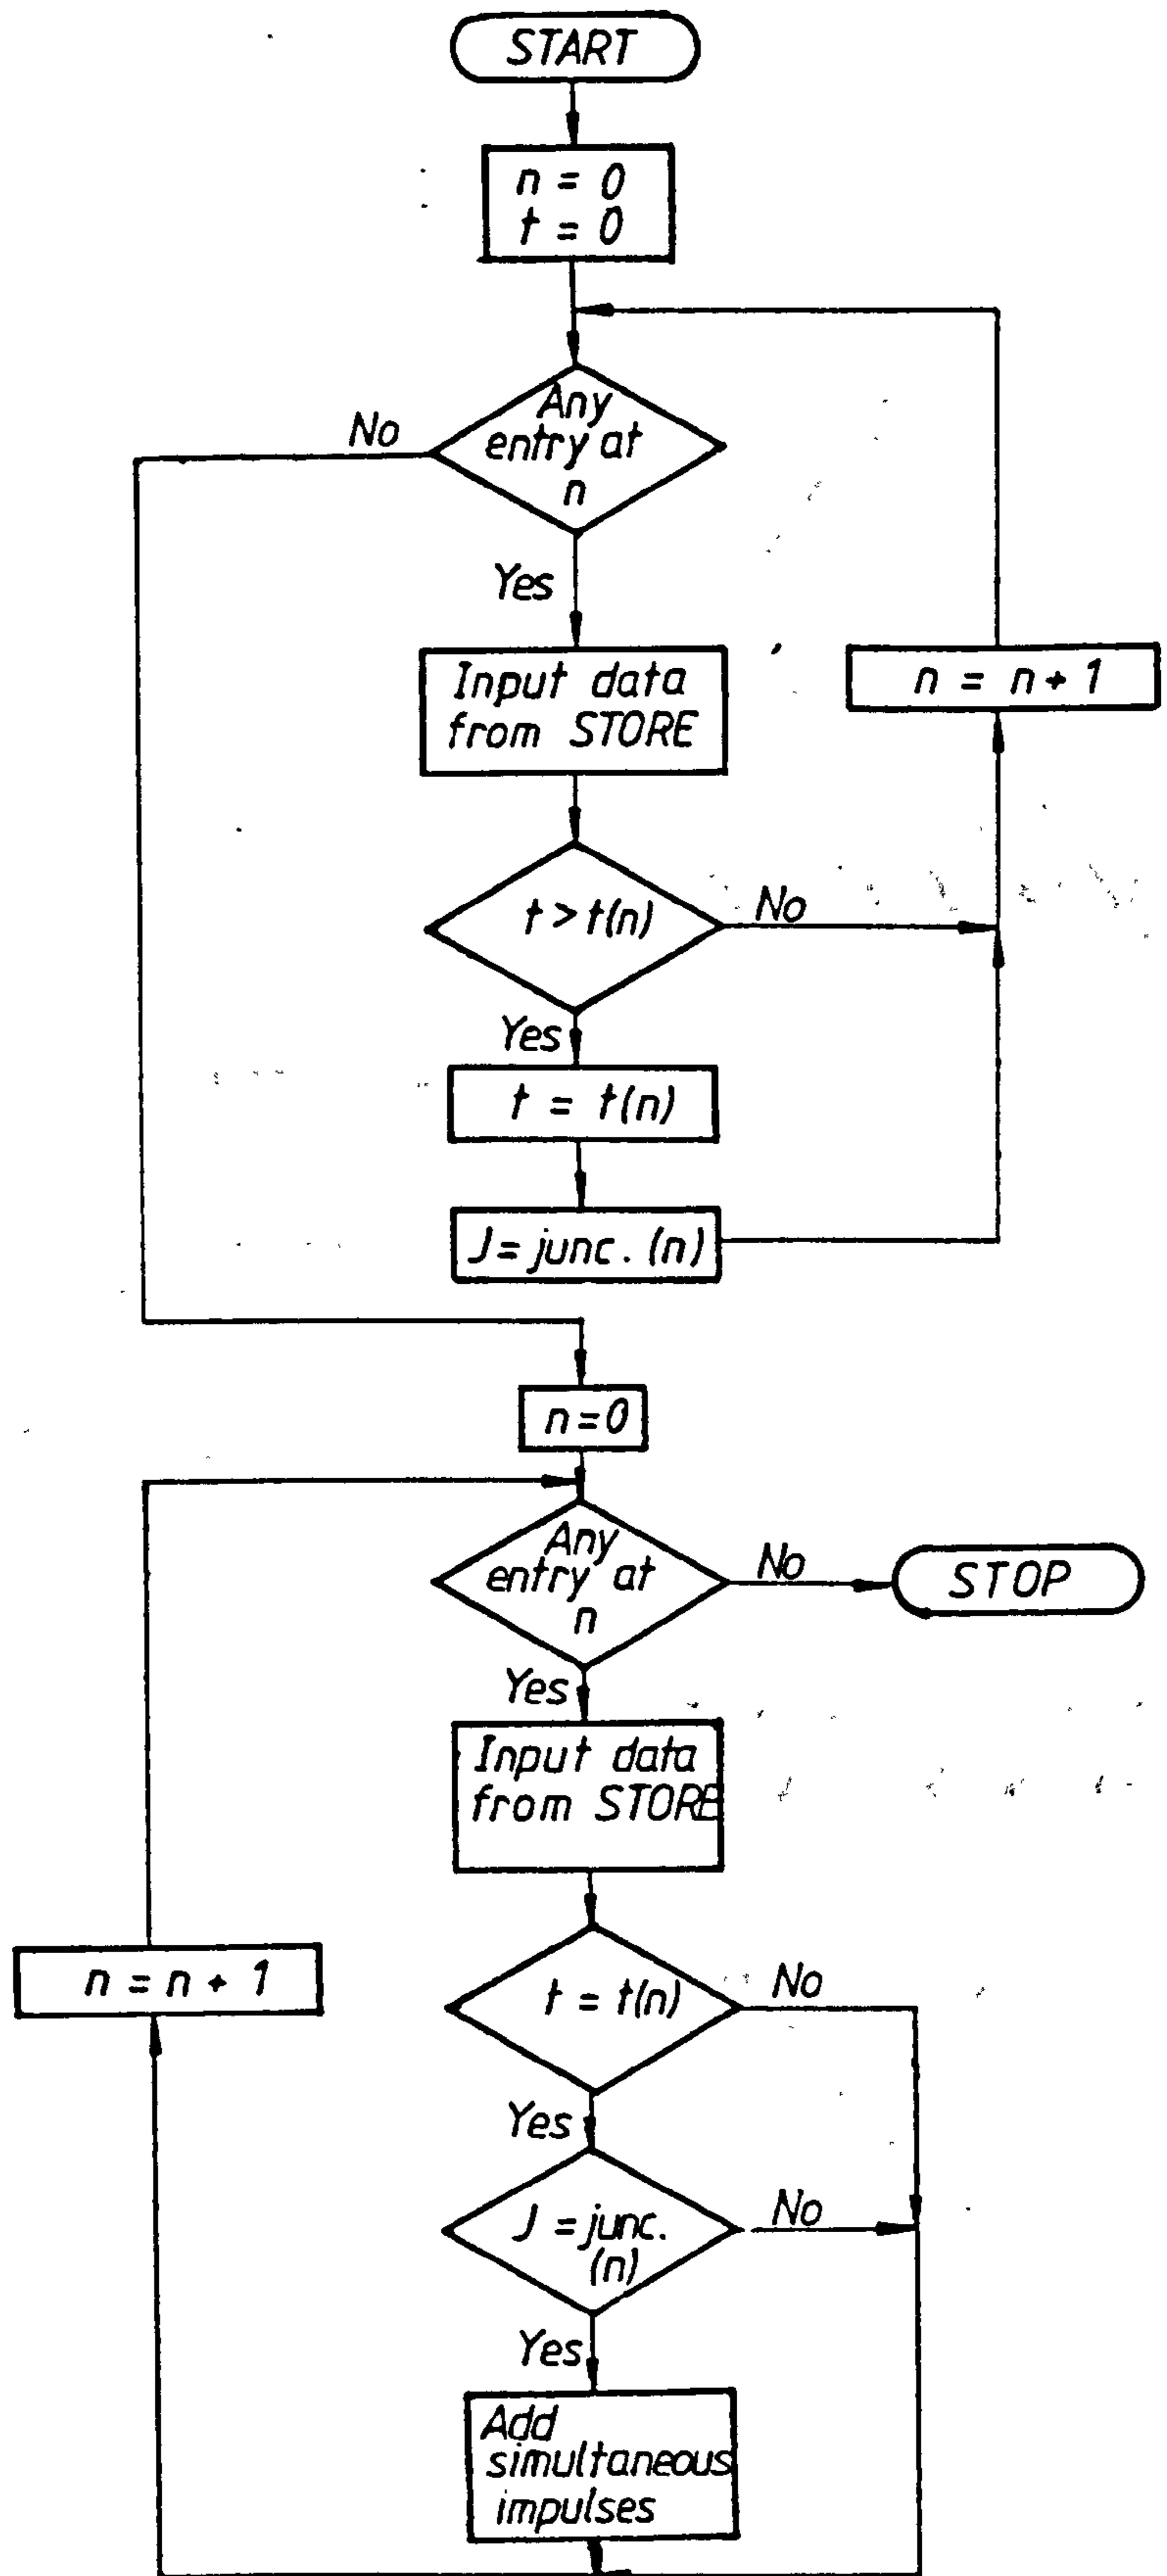 START
n = 0
t = 0
Any
entry at
n
No
Yes
Input data
from STORE
n = n + 1
t > t(n)
No
Yes
t = t(n)
J = junc. (n)
n = 0
Any
entry at
n
No
STOP
Yes
Input data
from STORE
n = n + 1
t = t(n)
No
Yes
J = junc.
(n)
No
Yes
Add
simultaneous
impulses